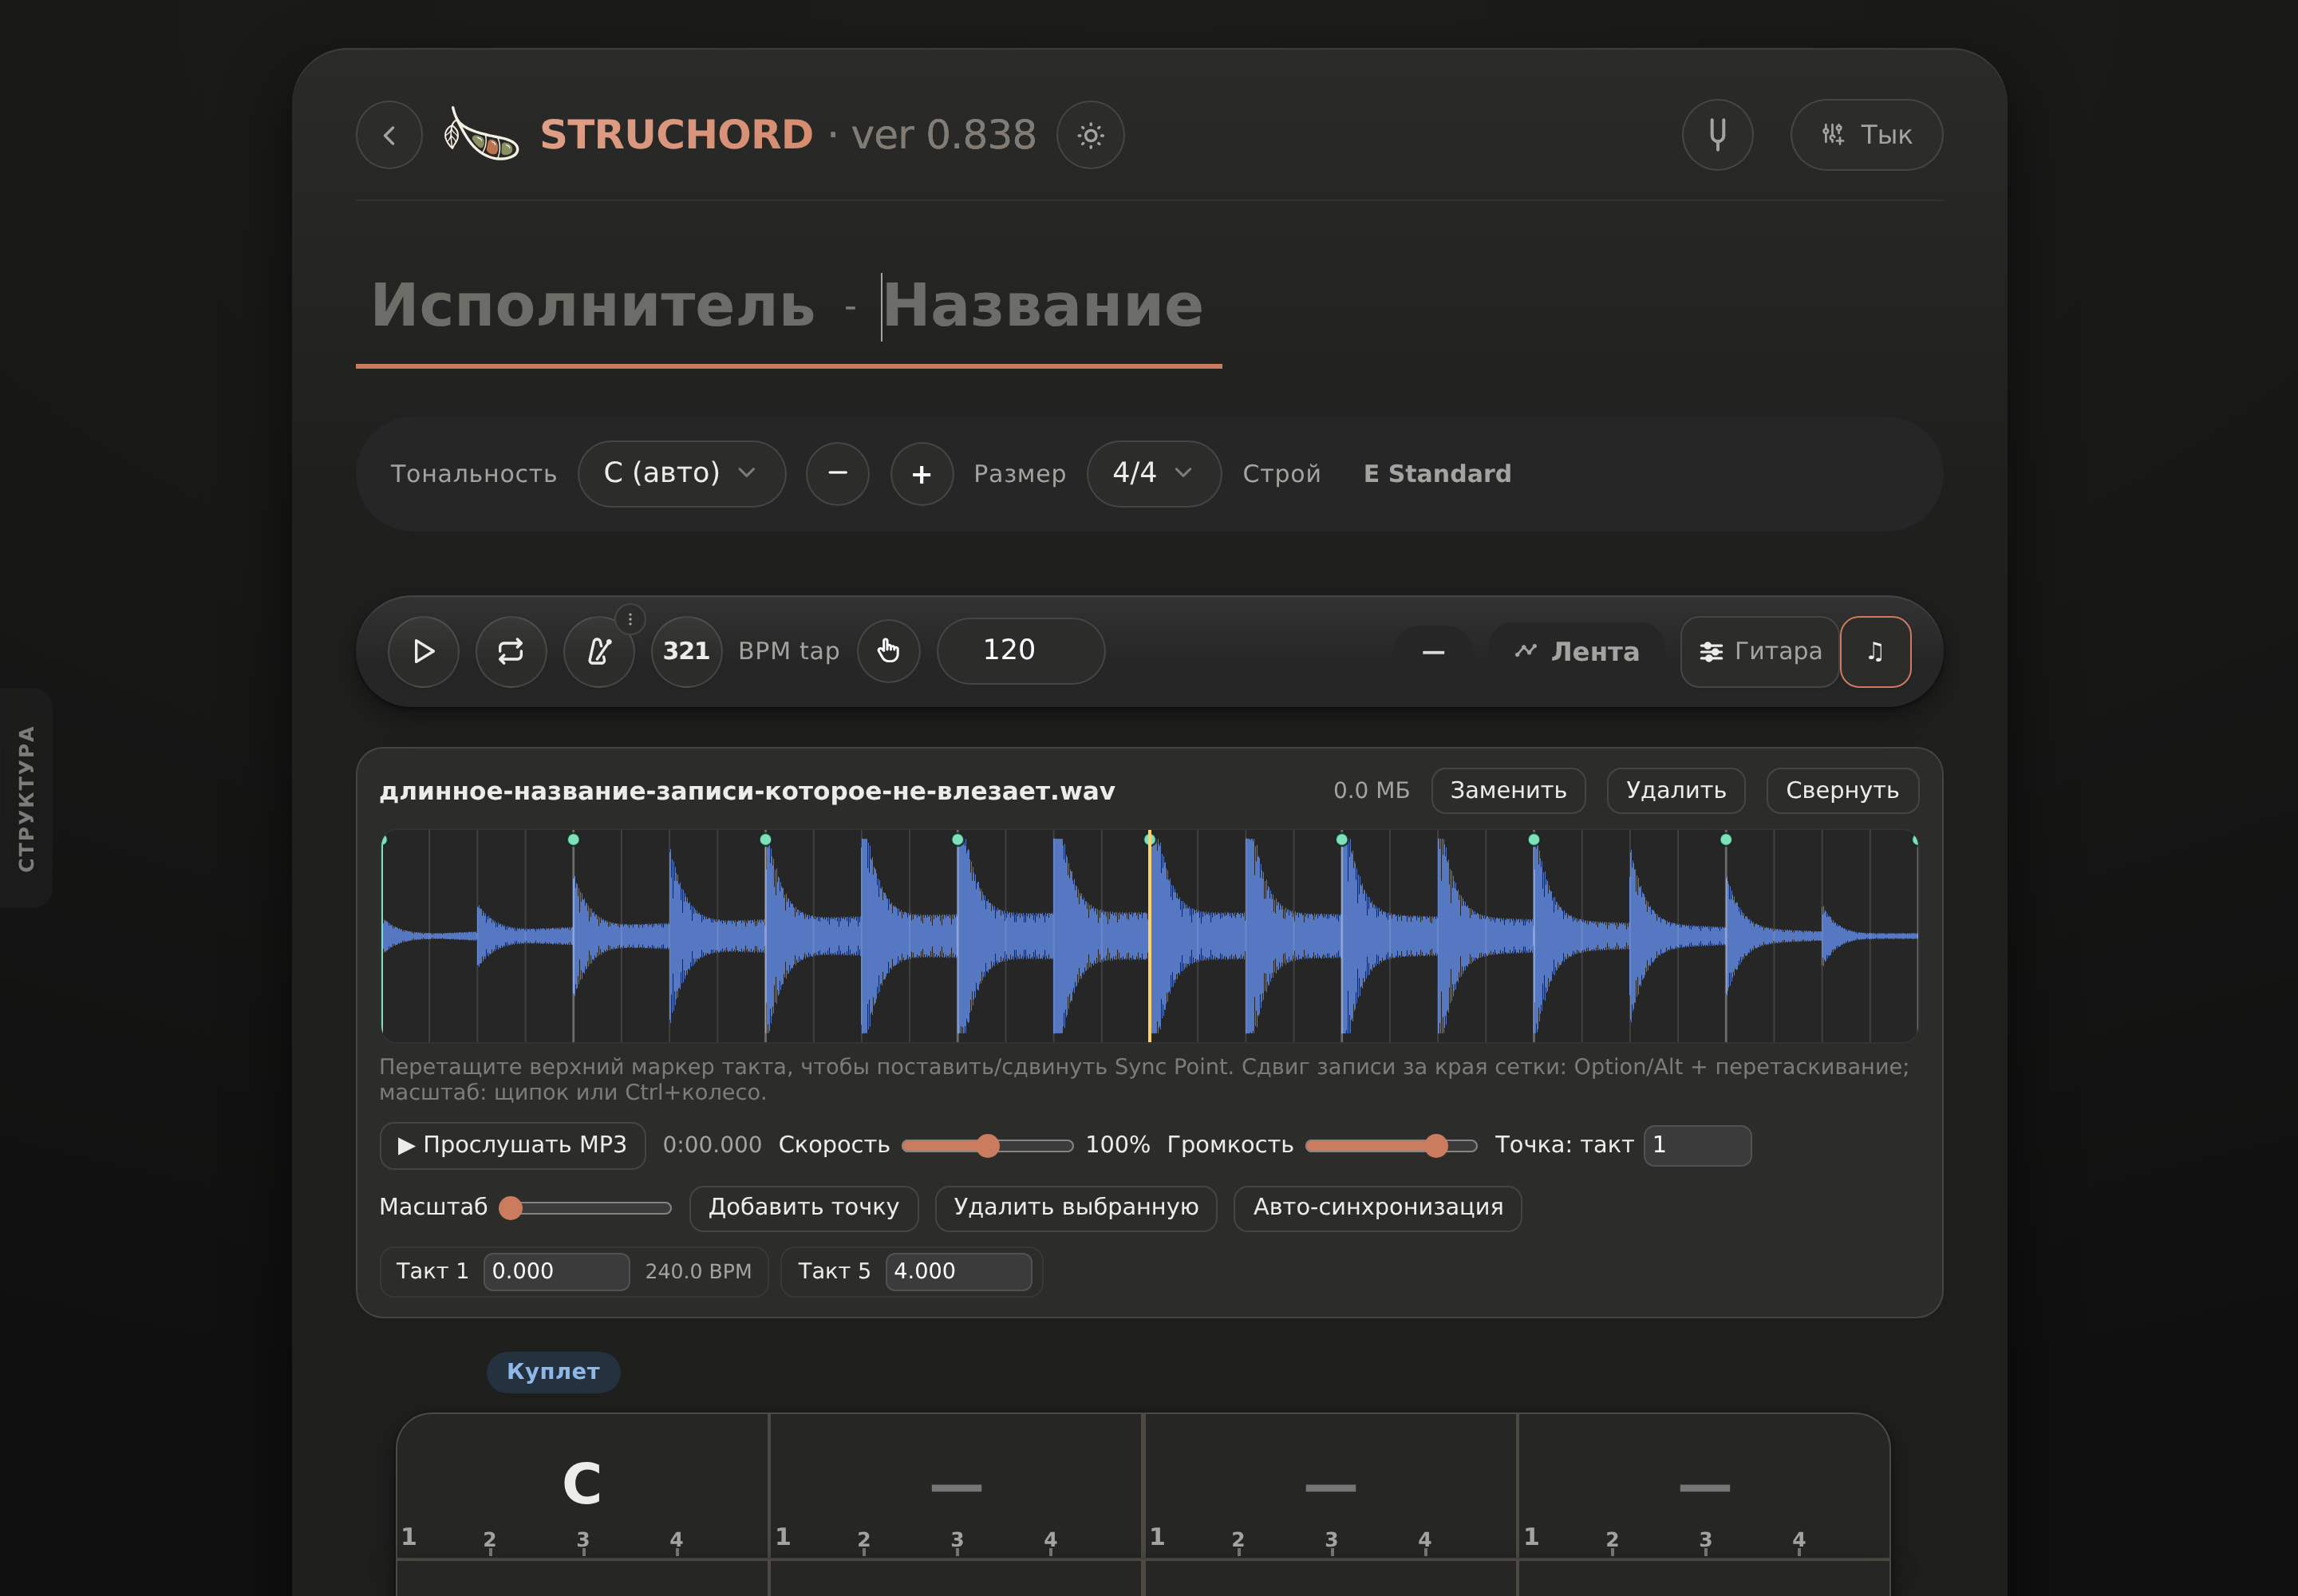 STRUCHORD · ver 0.838
Тык
Исполнитель - Название
Тональность C (авто) − + Размер 4/4 Строй E Standard
321 BPM tap 120 — Лента Гитара ♫
СТРУКТУРА
длинное-название-записи-которое-не-влезает.wav 0.0 МБ Заменить Удалить Свернуть
Перетащите верхний маркер такта, чтобы поставить/сдвинуть Sync Point. Сдвиг записи за края сетки: Option/Alt + перетаскивание;
масштаб: щипок или Ctrl+колесо.
▶ Прослушать MP3 0:00.000 Скорость 100% Громкость Точка: такт 1
Масштаб Добавить точку Удалить выбранную Авто-синхронизация
Такт 1 0.000 240.0 BPM Такт 5 4.000
Куплет
C — — —
1 2 3 4 1 2 3 4 1 2 3 4 1 2 3 4